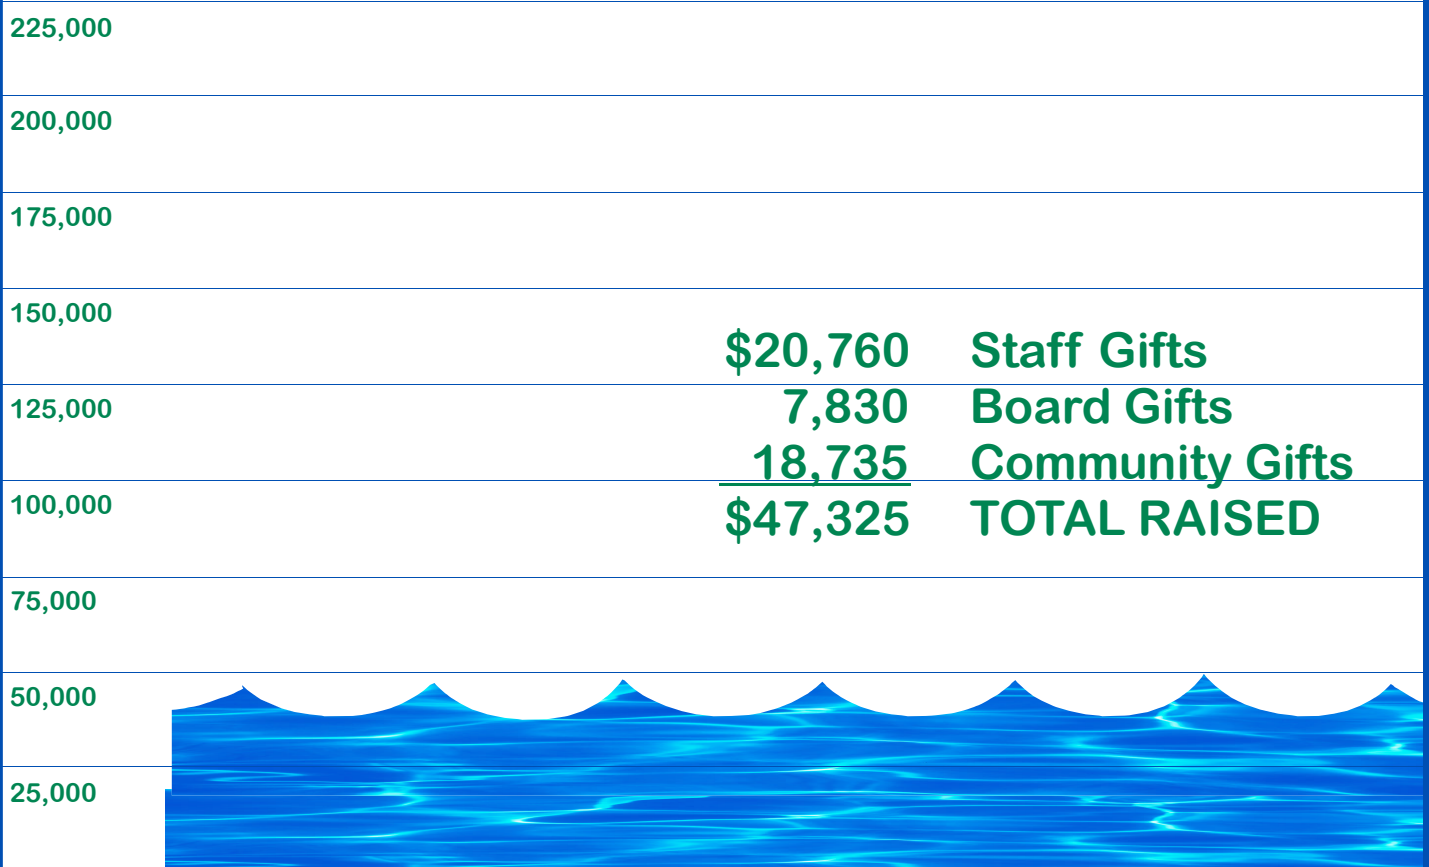 225,000
200,000
175,000
150,000
$20,760 Staff Gifts
125,000
7,830 Board Gifts
18,735 Community Gifts
100,000
$47,325 TOTAL RAISED
75,000
50,000
25,000